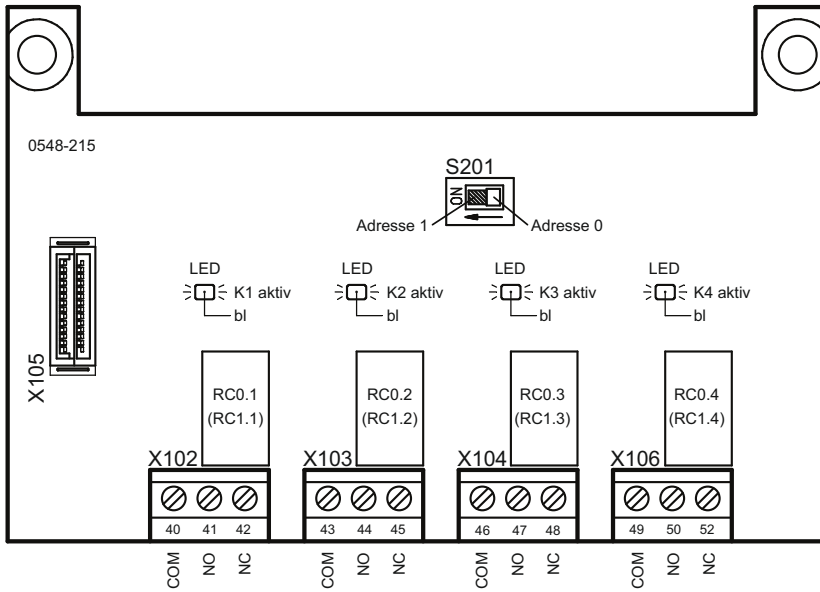 0548-215
S201
ON
Adresse 1
Adresse 0
LED
K1 aktiv
bl
LED
K2 aktiv
bl
LED
K3 aktiv
bl
LED
K4 aktiv
bl
X105
RC0.1
(RC1.1)
RC0.2
(RC1.2)
RC0.3
(RC1.3)
RC0.4
(RC1.4)
X102
X103
X104
X106
40 41 42
43 44 45
46 47 48
49 50 52
COM NO NC
COM NO NC
COM NO NC
COM NO NC